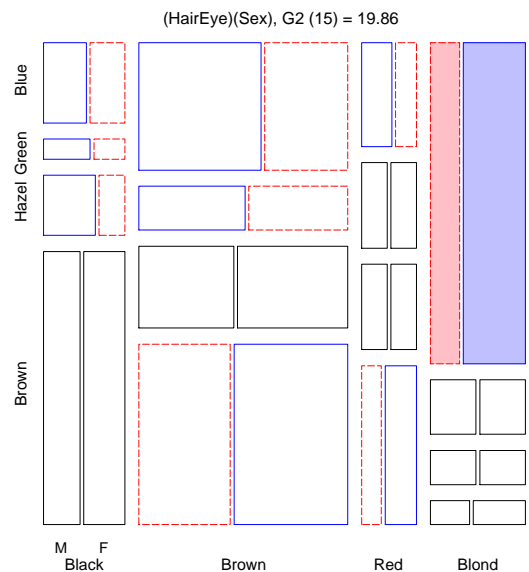 (HairEye)(Sex), G2 (15) = 19.86
Blue
Green
Hazel
Brown
M F
Black Brown Red Blond